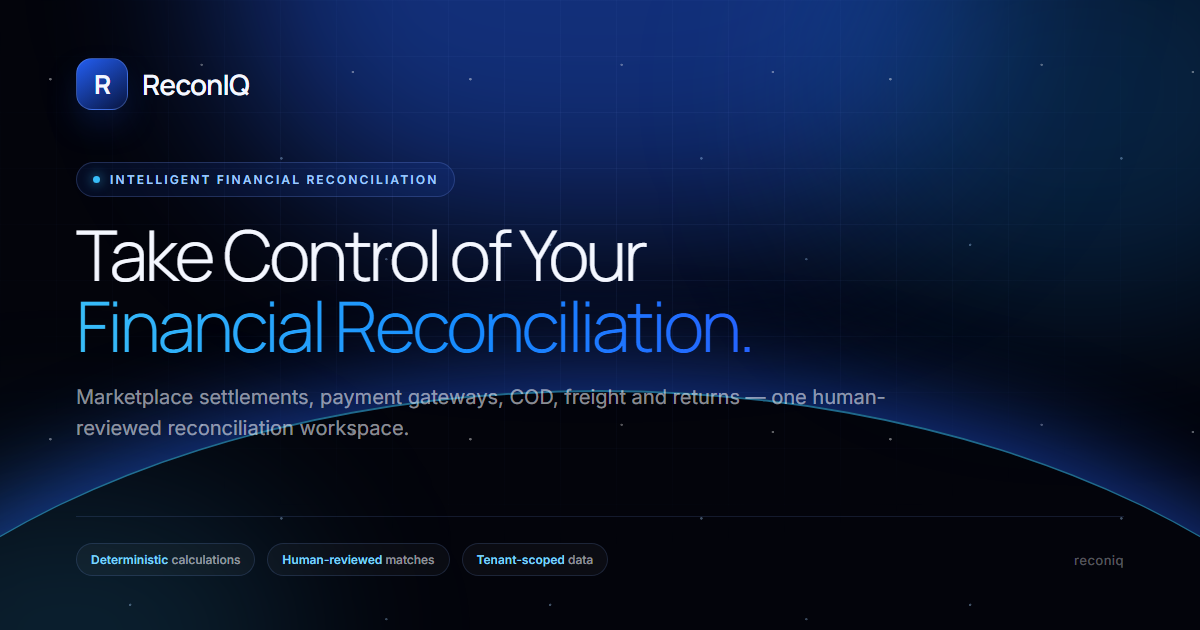 R
ReconIQ
INTELLIGENT FINANCIAL RECONCILIATION
Take Control of Your
Financial Reconciliation.
Marketplace settlements, payment gateways, COD, freight and returns — one human-
reviewed reconciliation workspace.
Deterministic calculations
Human-reviewed matches
Tenant-scoped data
reconiq